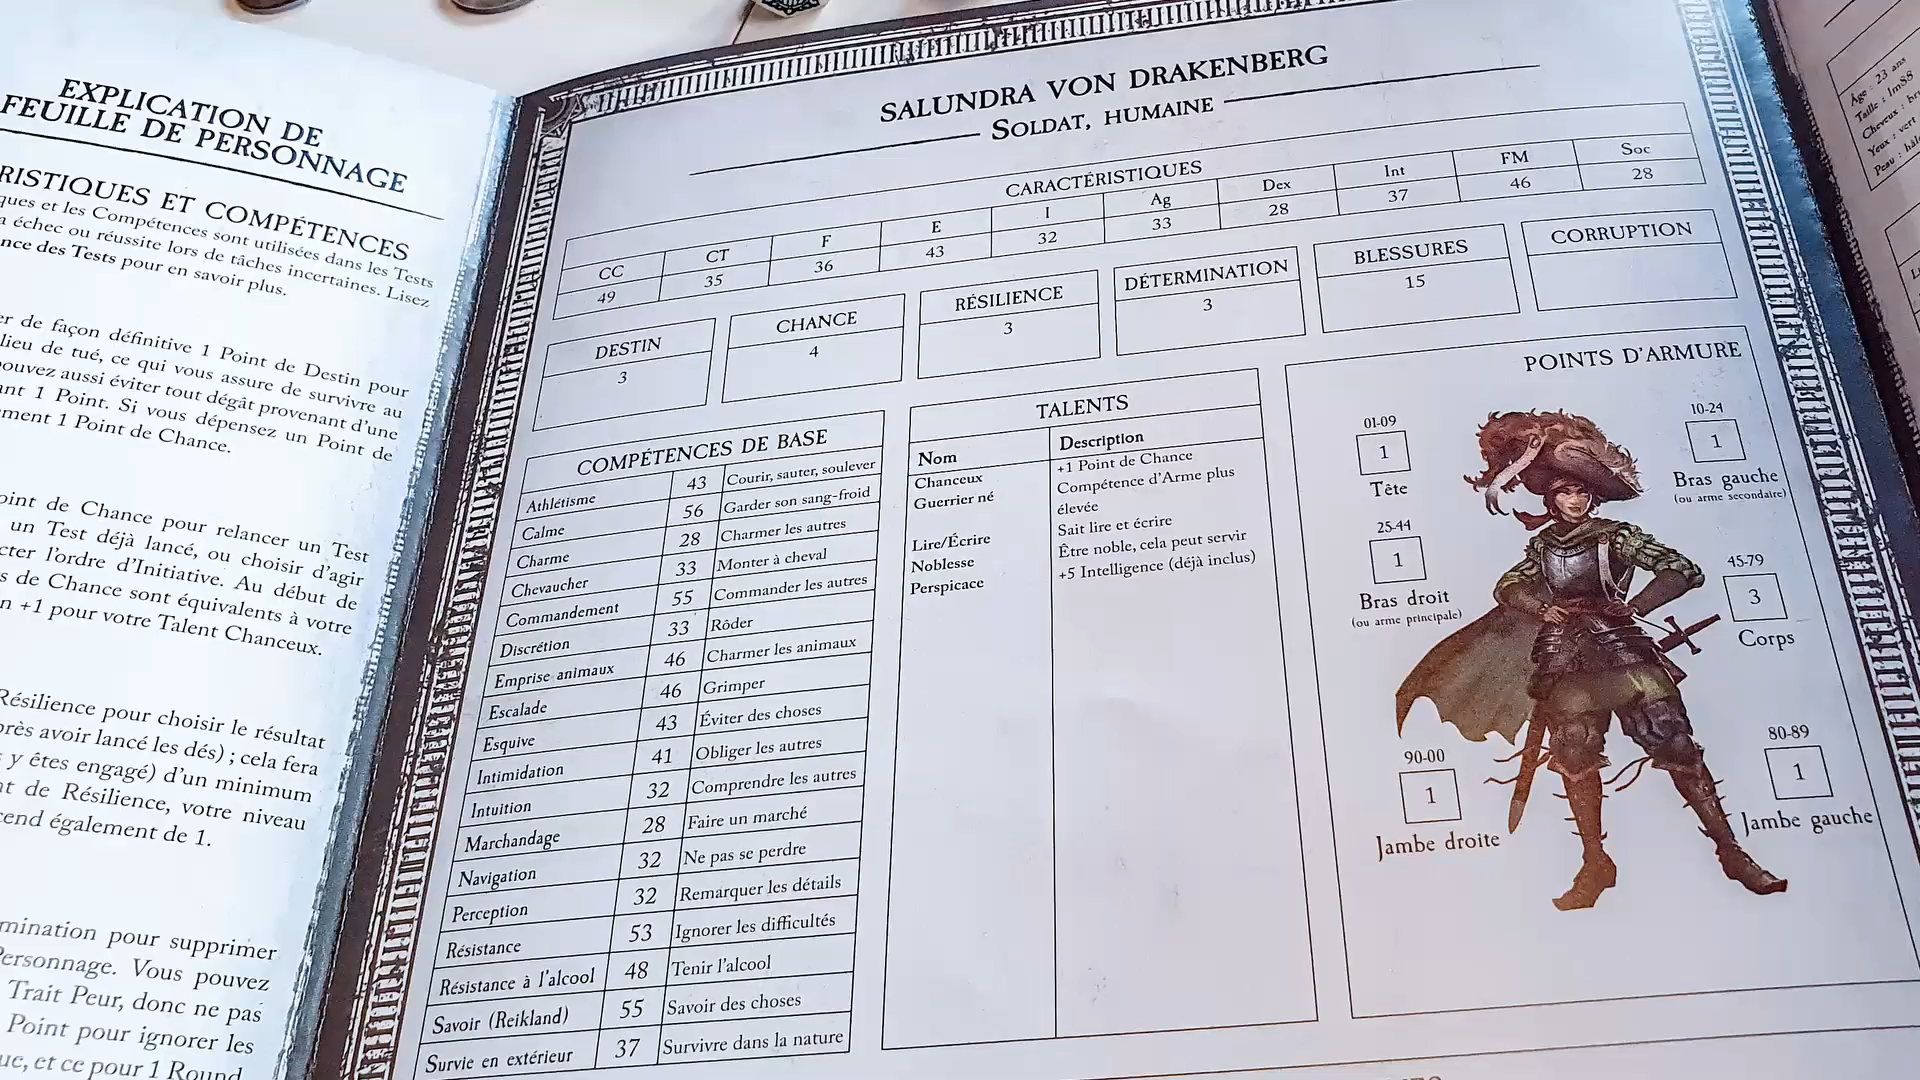 EXPLICATION DE
FEUILLE DE PERSONNAGE
RISTIQUES ET COMPÉTENCES
ques et les Compétences sont utilisées dans les Tests
a échec ou réussite lors de tâches incertaines. Lisez
nce des Tests pour en savoir plus.
er de façon définitive 1 Point de Destin pour
lieu de tué, ce qui vous assure de survivre au
ouvez aussi éviter tout dégât provenant d'une
ant 1 Point. Si vous dépensez un Point de
ement 1 Point de Chance.
oint de Chance pour relancer un Test
un Test déjà lancé, ou choisir d'agir
cter l'ordre d'Initiative. Au début de
s de Chance sont équivalents à votre
n +1 pour votre Talent Chanceux.
Résilience pour choisir le résultat
près avoir lancé les dés) ; cela fera
y êtes engagé) d'un minimum
t de Résilience, votre niveau
cend également de 1.
mination pour supprimer
Personnage. Vous pouvez
Trait Peur, donc ne pas
Point pour ignorer les
ue, et ce pour 1 Round
SALUNDRA VON DRAKENBERG
SOLDAT, HUMAINE
CARACTÉRISTIQUES
CC CT F E I Ag Dex Int FM Soc
49 35 36 43 32 33 28 37 46 28
DESTIN CHANCE RÉSILIENCE DÉTERMINATION BLESSURES CORRUPTION
3 4 3 3 15
COMPÉTENCES DE BASE
Athlétisme 43 Courir, sauter, soulever
Calme 56 Garder son sang-froid
Charme 28 Charmer les autres
Chevaucher 33 Monter à cheval
Commandement 55 Commander les autres
Discrétion 33 Rôder
Emprise animaux 46 Charmer les animaux
Escalade 46 Grimper
Esquive 43 Éviter des choses
Intimidation 41 Obliger les autres
Intuition 32 Comprendre les autres
Marchandage 28 Faire un marché
Navigation 32 Ne pas se perdre
Perception 32 Remarquer les détails
Résistance 53 Ignorer les difficultés
Résistance à l'alcool 48 Tenir l'alcool
Savoir (Reikland) 55 Savoir des choses
Survie en extérieur 37 Survivre dans la nature
TALENTS
Nom Description
Chanceux +1 Point de Chance
Guerrier né Compétence d'Arme plus
élevée
Lire/Écrire Sait lire et écrire
Noblesse Être noble, cela peut servir
Perspicace +5 Intelligence (déjà inclus)
POINTS D'ARMURE
01-09
1
Tête
10-24
1
Bras gauche
(ou arme secondaire)
25-44
1
Bras droit
(ou arme principale)
45-79
3
Corps
90-00
1
Jambe droite
80-89
1
Jambe gauche
Âge : 23 ans
Taille : 1m88
Cheveux : br
Yeux : vert
Peau : hâl